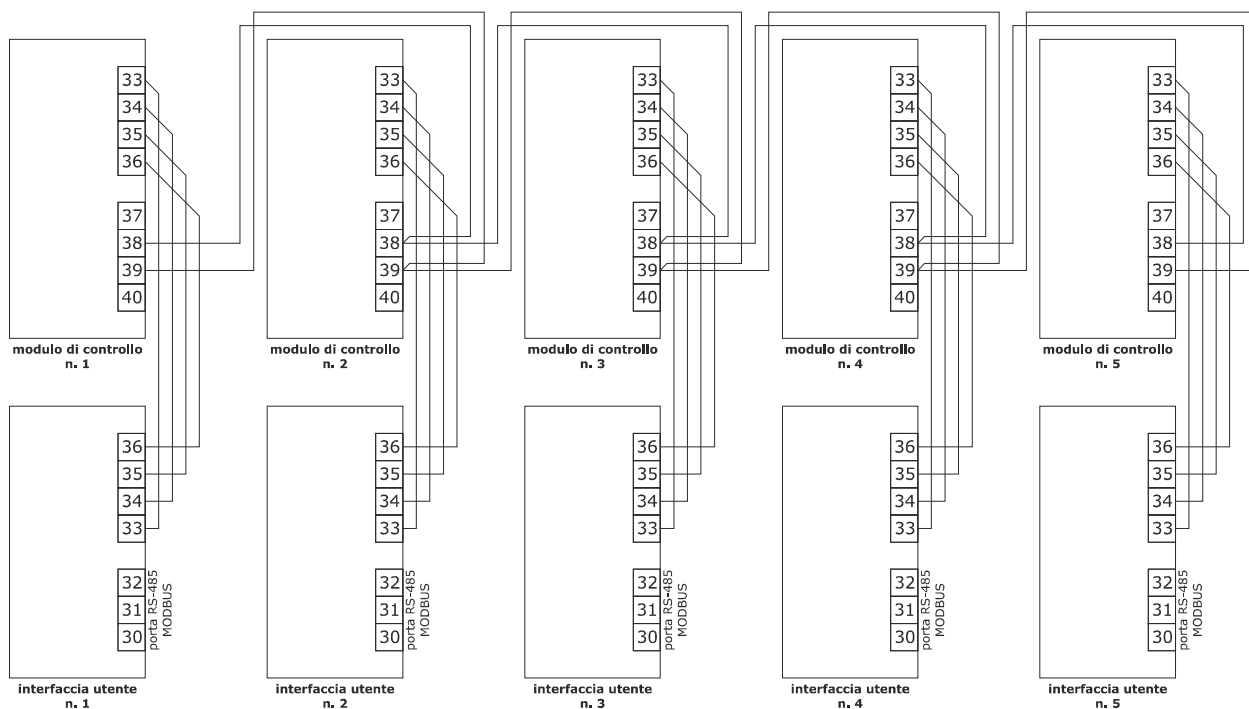 33
34
35
36
37
38
39
40
modulo di controllo
n. 1
33
34
35
36
37
38
39
40
modulo di controllo
n. 2
33
34
35
36
37
38
39
40
modulo di controllo
n. 3
33
34
35
36
37
38
39
40
modulo di controllo
n. 4
33
34
35
36
37
38
39
40
modulo di controllo
n. 5
36
35
34
33
32
31
30
porta RS-485
MODBUS
interfaccia utente
n. 1
36
35
34
33
32
31
30
porta RS-485
MODBUS
interfaccia utente
n. 2
36
35
34
33
32
31
30
porta RS-485
MODBUS
interfaccia utente
n. 3
36
35
34
33
32
31
30
porta RS-485
MODBUS
interfaccia utente
n. 4
36
35
34
33
32
31
30
porta RS-485
MODBUS
interfaccia utente
n. 5